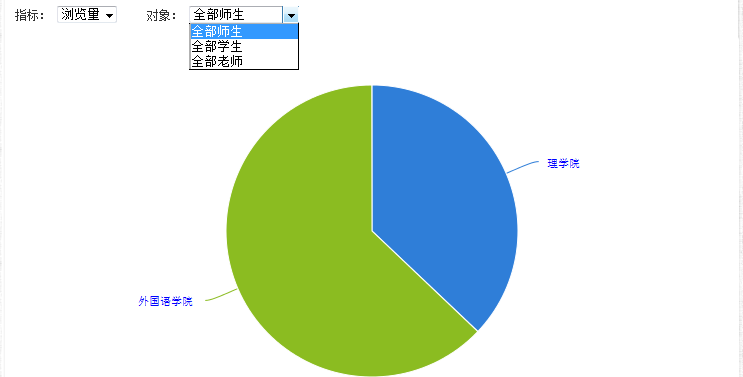 指标： 浏览量 对象： 全部师生
全部师生
全部学生
全部老师
理学院
外国语学院